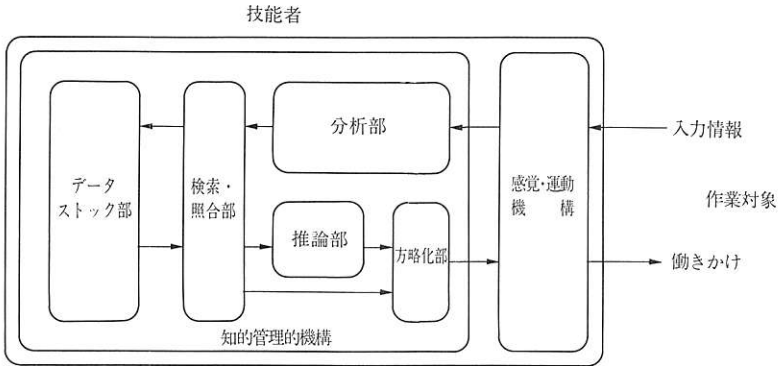 技能者
分析部
入力情報
データ
ストック部
検索・
照合部
感覚・運動
機構
作業対象
推論部
方略化部
働きかけ
知的管理的機構